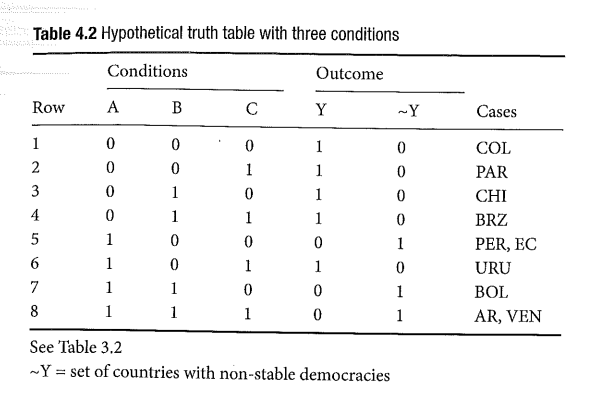 Table 4.2 Hypothetical truth table with three conditions
Conditions Outcome
Row A B C Y ~Y Cases
1 0 0 0 1 0 COL
2 0 0 1 1 0 PAR
3 0 1 0 1 0 CHI
4 0 1 1 1 0 BRZ
5 1 0 0 0 1 PER, EC
6 1 0 1 1 0 URU
7 1 1 0 0 1 BOL
8 1 1 1 0 1 AR, VEN
See Table 3.2
~Y = set of countries with non-stable democracies